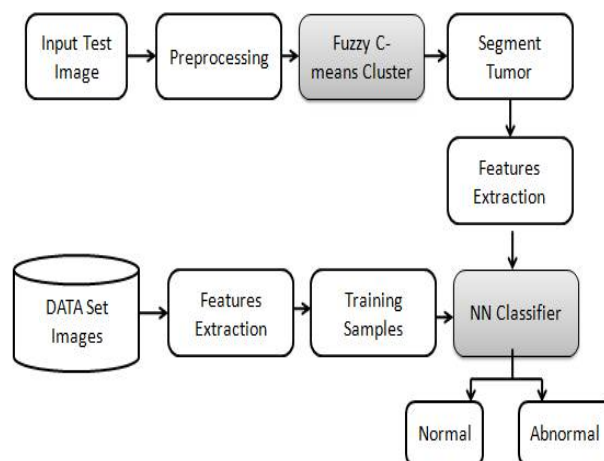 Input Test
Image
Preprocessing
Fuzzy C-
means Cluster
Segment
Tumor
Features
Extraction
DATA Set
Images
Features
Extraction
Training
Samples
NN Classifier
Normal
Abnormal